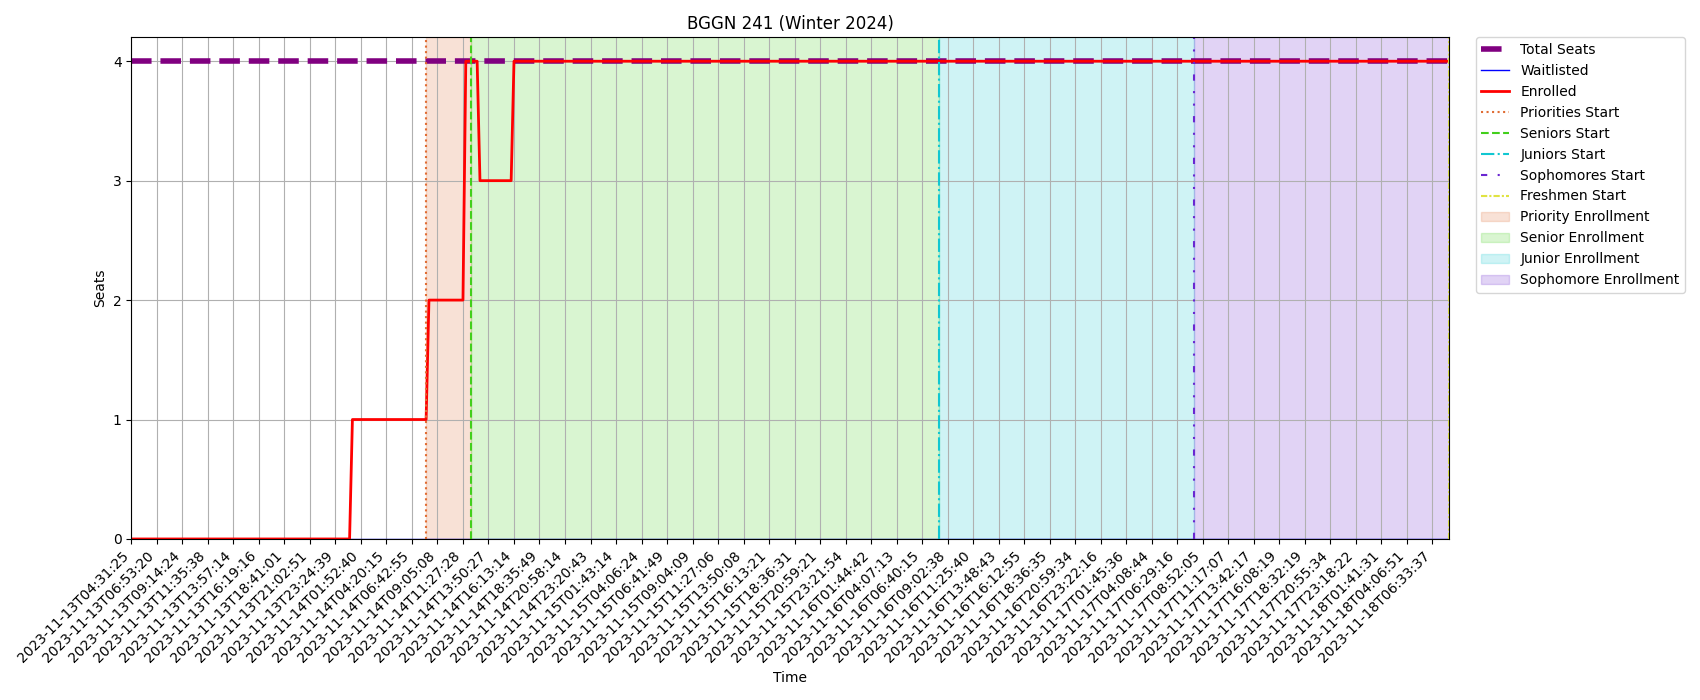 BGGN 241 (Winter 2024)
Seats
4
3
2
1
0
2023-11-13T04:31:25
2023-11-13T06:53:20
2023-11-13T09:14:24
2023-11-13T11:35:38
2023-11-13T13:57:14
2023-11-13T16:19:16
2023-11-13T18:41:01
2023-11-13T21:02:51
2023-11-13T23:24:39
2023-11-14T01:52:40
2023-11-14T04:20:15
2023-11-14T06:42:55
2023-11-14T09:05:08
2023-11-14T11:27:28
2023-11-14T13:50:27
2023-11-14T16:13:14
2023-11-14T18:35:49
2023-11-14T20:58:14
2023-11-14T23:20:43
2023-11-15T01:43:14
2023-11-15T04:06:24
2023-11-15T06:41:49
2023-11-15T09:04:09
2023-11-15T11:27:06
2023-11-15T13:50:08
2023-11-15T16:13:21
2023-11-15T18:36:31
2023-11-15T20:59:21
2023-11-15T23:21:54
2023-11-16T01:44:42
2023-11-16T04:07:13
2023-11-16T06:40:15
2023-11-16T09:02:38
2023-11-16T11:25:40
2023-11-16T13:48:43
2023-11-16T16:12:55
2023-11-16T18:36:35
2023-11-16T20:59:34
2023-11-16T23:22:16
2023-11-17T01:45:36
2023-11-17T04:08:44
2023-11-17T06:29:16
2023-11-17T08:52:05
2023-11-17T11:17:07
2023-11-17T13:42:17
2023-11-17T16:08:19
2023-11-17T18:32:19
2023-11-17T20:55:34
2023-11-17T23:18:22
2023-11-18T01:41:31
2023-11-18T04:06:51
2023-11-18T06:33:37
Time
Total Seats
Waitlisted
Enrolled
Priorities Start
Seniors Start
Juniors Start
Sophomores Start
Freshmen Start
Priority Enrollment
Senior Enrollment
Junior Enrollment
Sophomore Enrollment